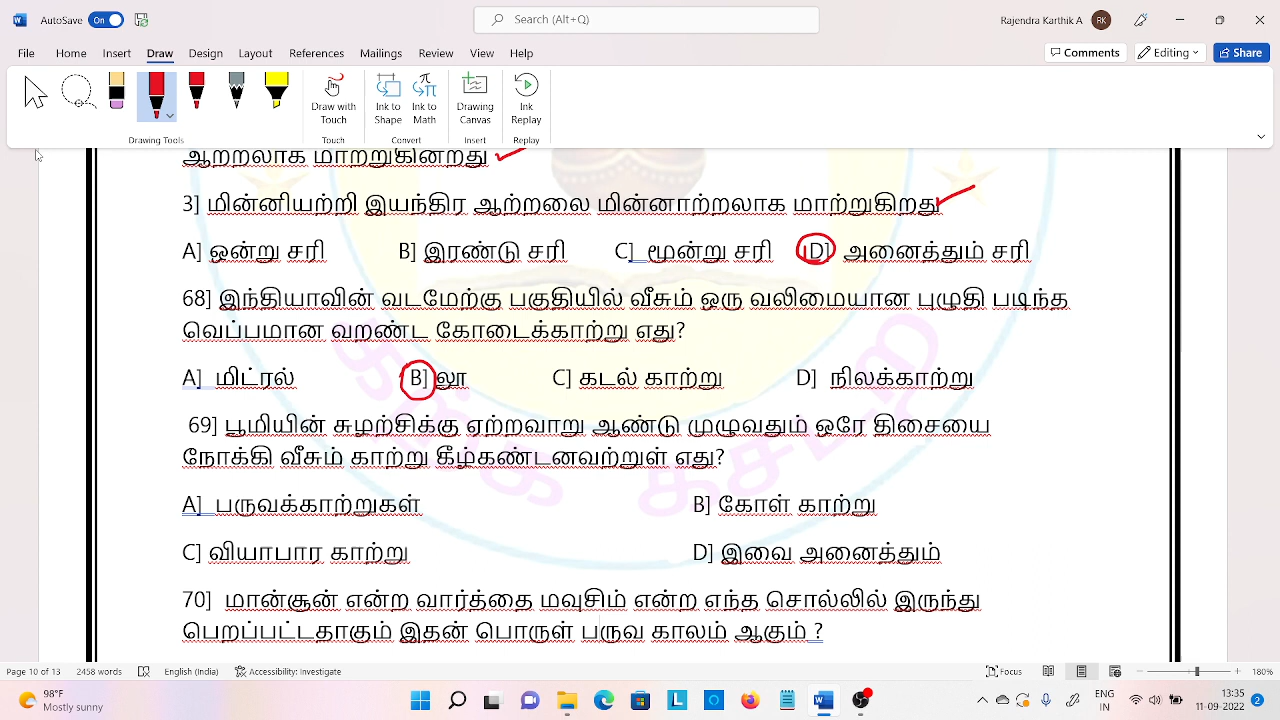 AutoSave On
Search (Alt+Q)
Rajendra Karthik A RK
File Home Insert Draw Design Layout References Mailings Review View Help
Comments Editing Share
Draw with Touch Ink to Shape Ink to Math Drawing Canvas Ink Replay
Drawing Tools Touch Convert Insert Replay
ஆற்றலாக மாற்றுகின்றது
3] மின்னியற்றி இயந்திர ஆற்றலை மின்னாற்றலாக மாற்றுகிறது
A] ஒன்று சரி B] இரண்டு சரி C] மூன்று சரி D] அனைத்தும் சரி
68] இந்தியாவின் வடமேற்கு பகுதியில் வீசும் ஒரு வலிமையான புழுதி படிந்த
வெப்பமான வறண்ட கோடைக்காற்று எது?
A] மிட்ரல் B] லூ C] கடல் காற்று D] நிலக்காற்று
69] பூமியின் சுழற்சிக்கு ஏற்றவாறு ஆண்டு முழுவதும் ஒரே திசையை
நோக்கி வீசும் காற்று கீழ்கண்டனவற்றுள் எது?
A] பருவக்காற்றுகள் B] கோள் காற்று
C] வியாபார காற்று D] இவை அனைத்தும்
70] மான்சூன் என்ற வார்த்தை மவுசிம் என்ற எந்த சொல்லில் இருந்து
பெறப்பட்டதாகும் இதன் பொருள் பருவ காலம் ஆகும் ?
Page 10 of 13 2458 words English (India) Accessibility: Investigate Focus 180%
98°F
Mostly sunny
ENG
IN
13:35
11-09-2022
2